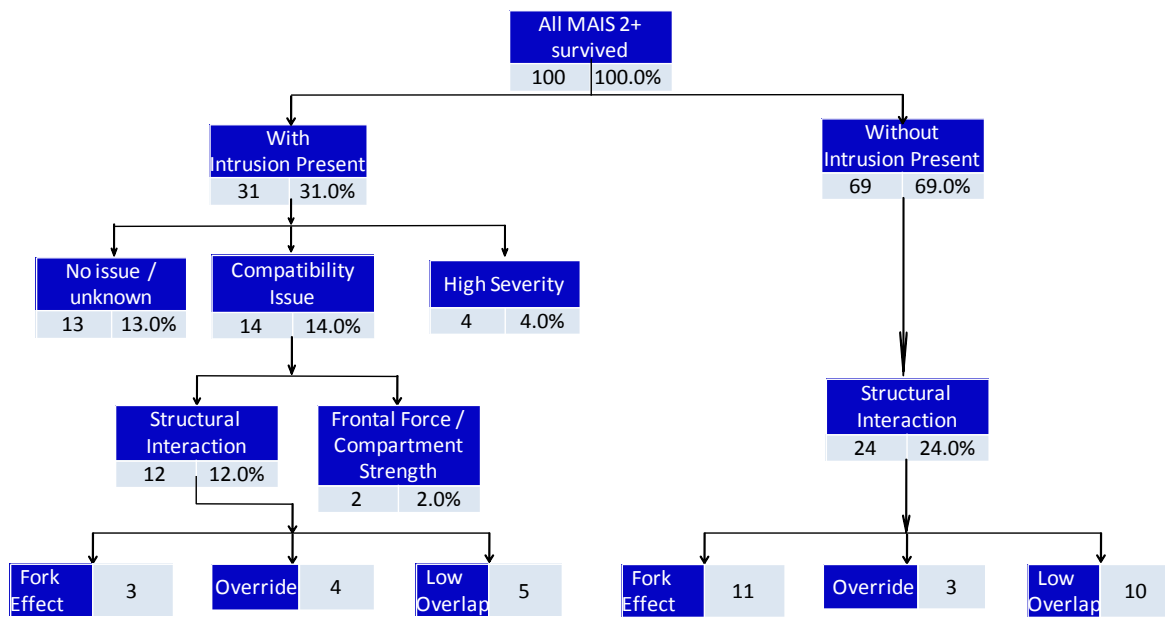 All MAIS 2+
survived
100 100.0%
With
Intrusion Present
31 31.0%
Without
Intrusion Present
69 69.0%
No issue /
unknown
13 13.0%
Compatibility
Issue
14 14.0%
High Severity
4 4.0%
Structural
Interaction
12 12.0%
Frontal Force /
Compartment
Strength
2 2.0%
Structural
Interaction
24 24.0%
Fork
Effect
3
Override
4
Low
Overlap
5
Fork
Effect
11
Override
3
Low
Overlap
10